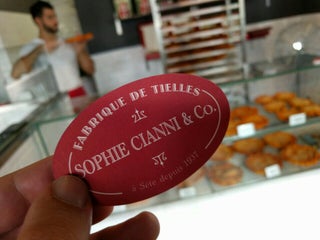 FABRIQUE DE TIELLES
SOPHIE CIANNI & Co.
à Sète depuis 1937